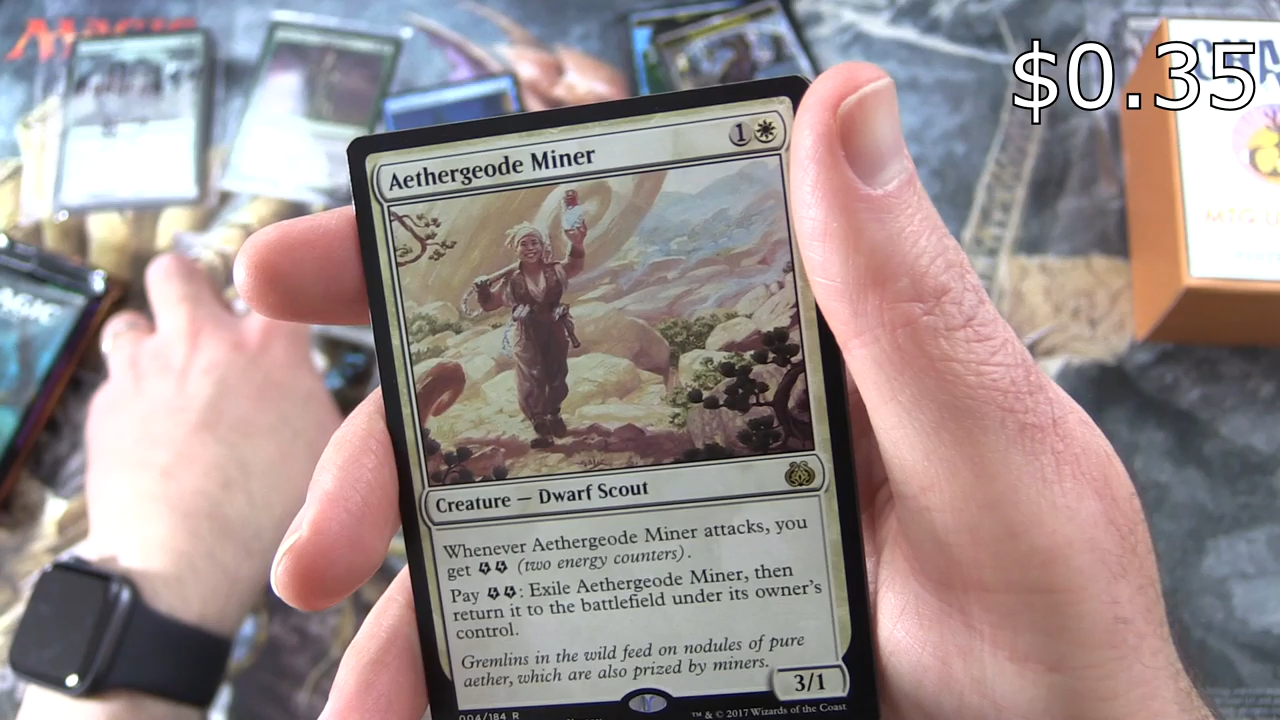 MAGIC
$0.35
Aethergeode Miner 1
Creature — Dwarf Scout
Whenever Aethergeode Miner attacks, you
get (two energy counters).
Pay : Exile Aethergeode Miner, then
return it to the battlefield under its owner's
control.
Gremlins in the wild feed on nodules of pure
aether, which are also prized by miners.
3/1
004/184 R
™ & © 2017 Wizards of the Coast